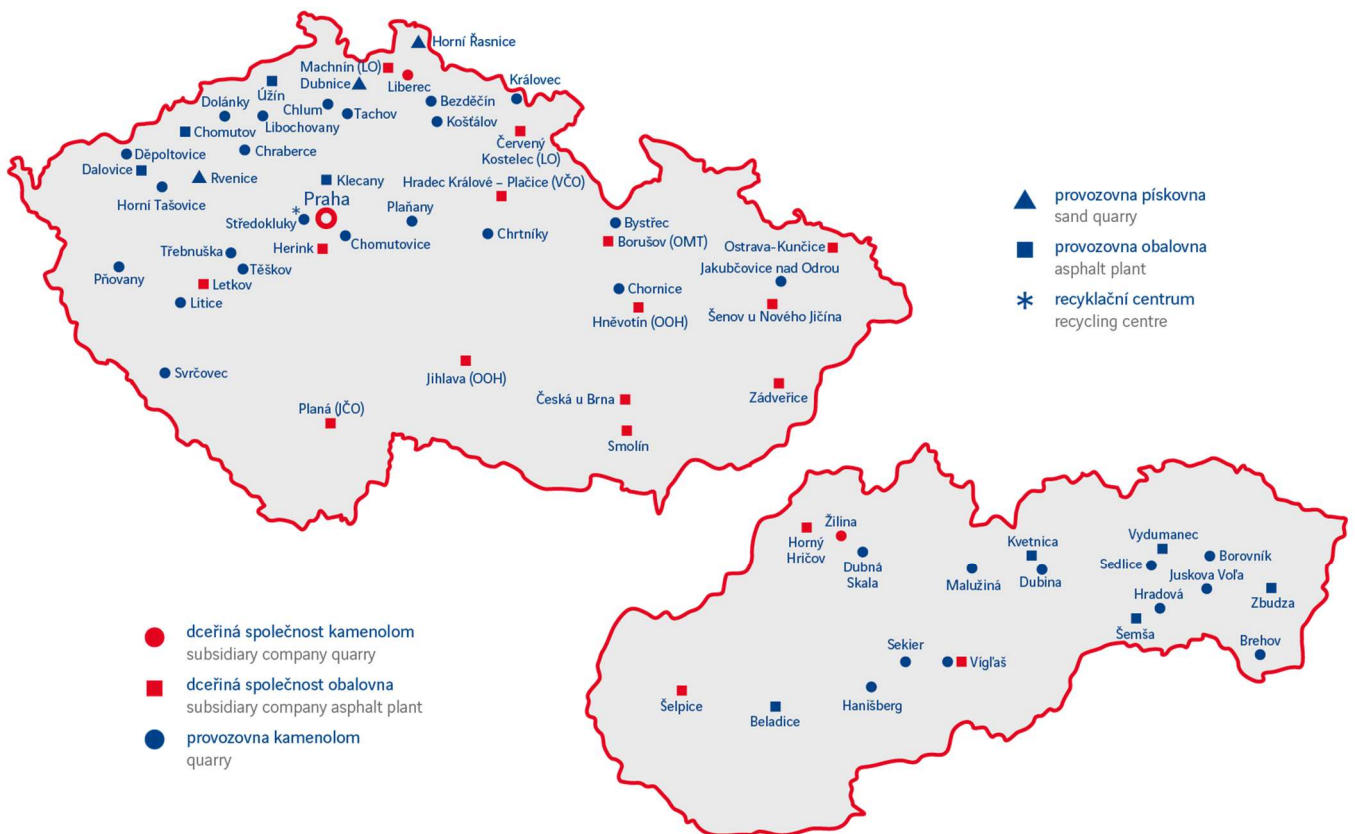 Horní Řasnice
Machnín (LO)
Dubnice
Liberec
Královec
Úžín
Dolánky
Chlum
Tachov
Bezděčín
Libochovany
Košťálov
Chomutov
Červený
Kostelec (LO)
Děpoltovice
Chraberce
Dalovice
Rvenice
Klecany
Hradec Králové – Plačice (VČO)
Horní Tašovice
Praha
*
Středokluky
Plaňany
Bystřec
Chomutovice
Chrtníky
Borušov (OMT)
Ostrava-Kunčice
Třebnuška
Herink
Jakubčovice nad Odrou
Pňovany
Těškov
Letkov
Chornice
Litice
Hněvotín (OOH)
Šenov u Nového Jičína
Svrčovec
Jihlava (OOH)
Česká u Brna
Zádveřice
Planá (JČO)
Smolín
provozovna pískovna
sand quarry
provozovna obalovna
asphalt plant
* recyklační centrum
recycling centre
Žilina
Horný
Hričov
Dubná
Skala
Malužiná
Kvetnica
Dubina
Vydumanec
Sedlice
Borovník
Juskova Voľa
Hradová
Zbudza
Šemša
Brehov
Sekier
Vígľaš
Šelpice
Beladice
Hanišberg
dceřiná společnost kamenolom
subsidiary company quarry
dceřiná společnost obalovna
subsidiary company asphalt plant
provozovna kamenolom
quarry